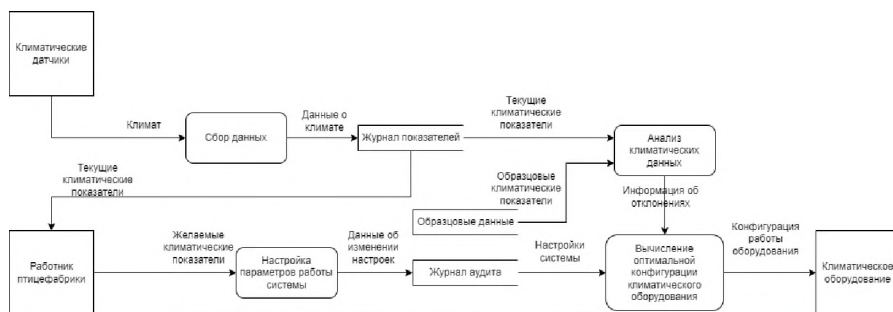 Климатические
датчики
Климат
Сбор данных
Данные о
климате
Журнал показателей
Текущие
климатические
показатели
Анализ
климатических
данных
Текущие
климатические
показатели
Образцовые
климатические
показатели
Образцовые данные
Информация об
отклонениях
Работник
птицефабрики
Желаемые
климатические
показатели
Настройка
параметров работы
системы
Данные об
изменении
настроек
Журнал аудита
Настройки
системы
Вычисление
оптимальной
конфигурации
климатического
оборудования
Конфигурация
работы
оборудования
Климатическое
оборудование